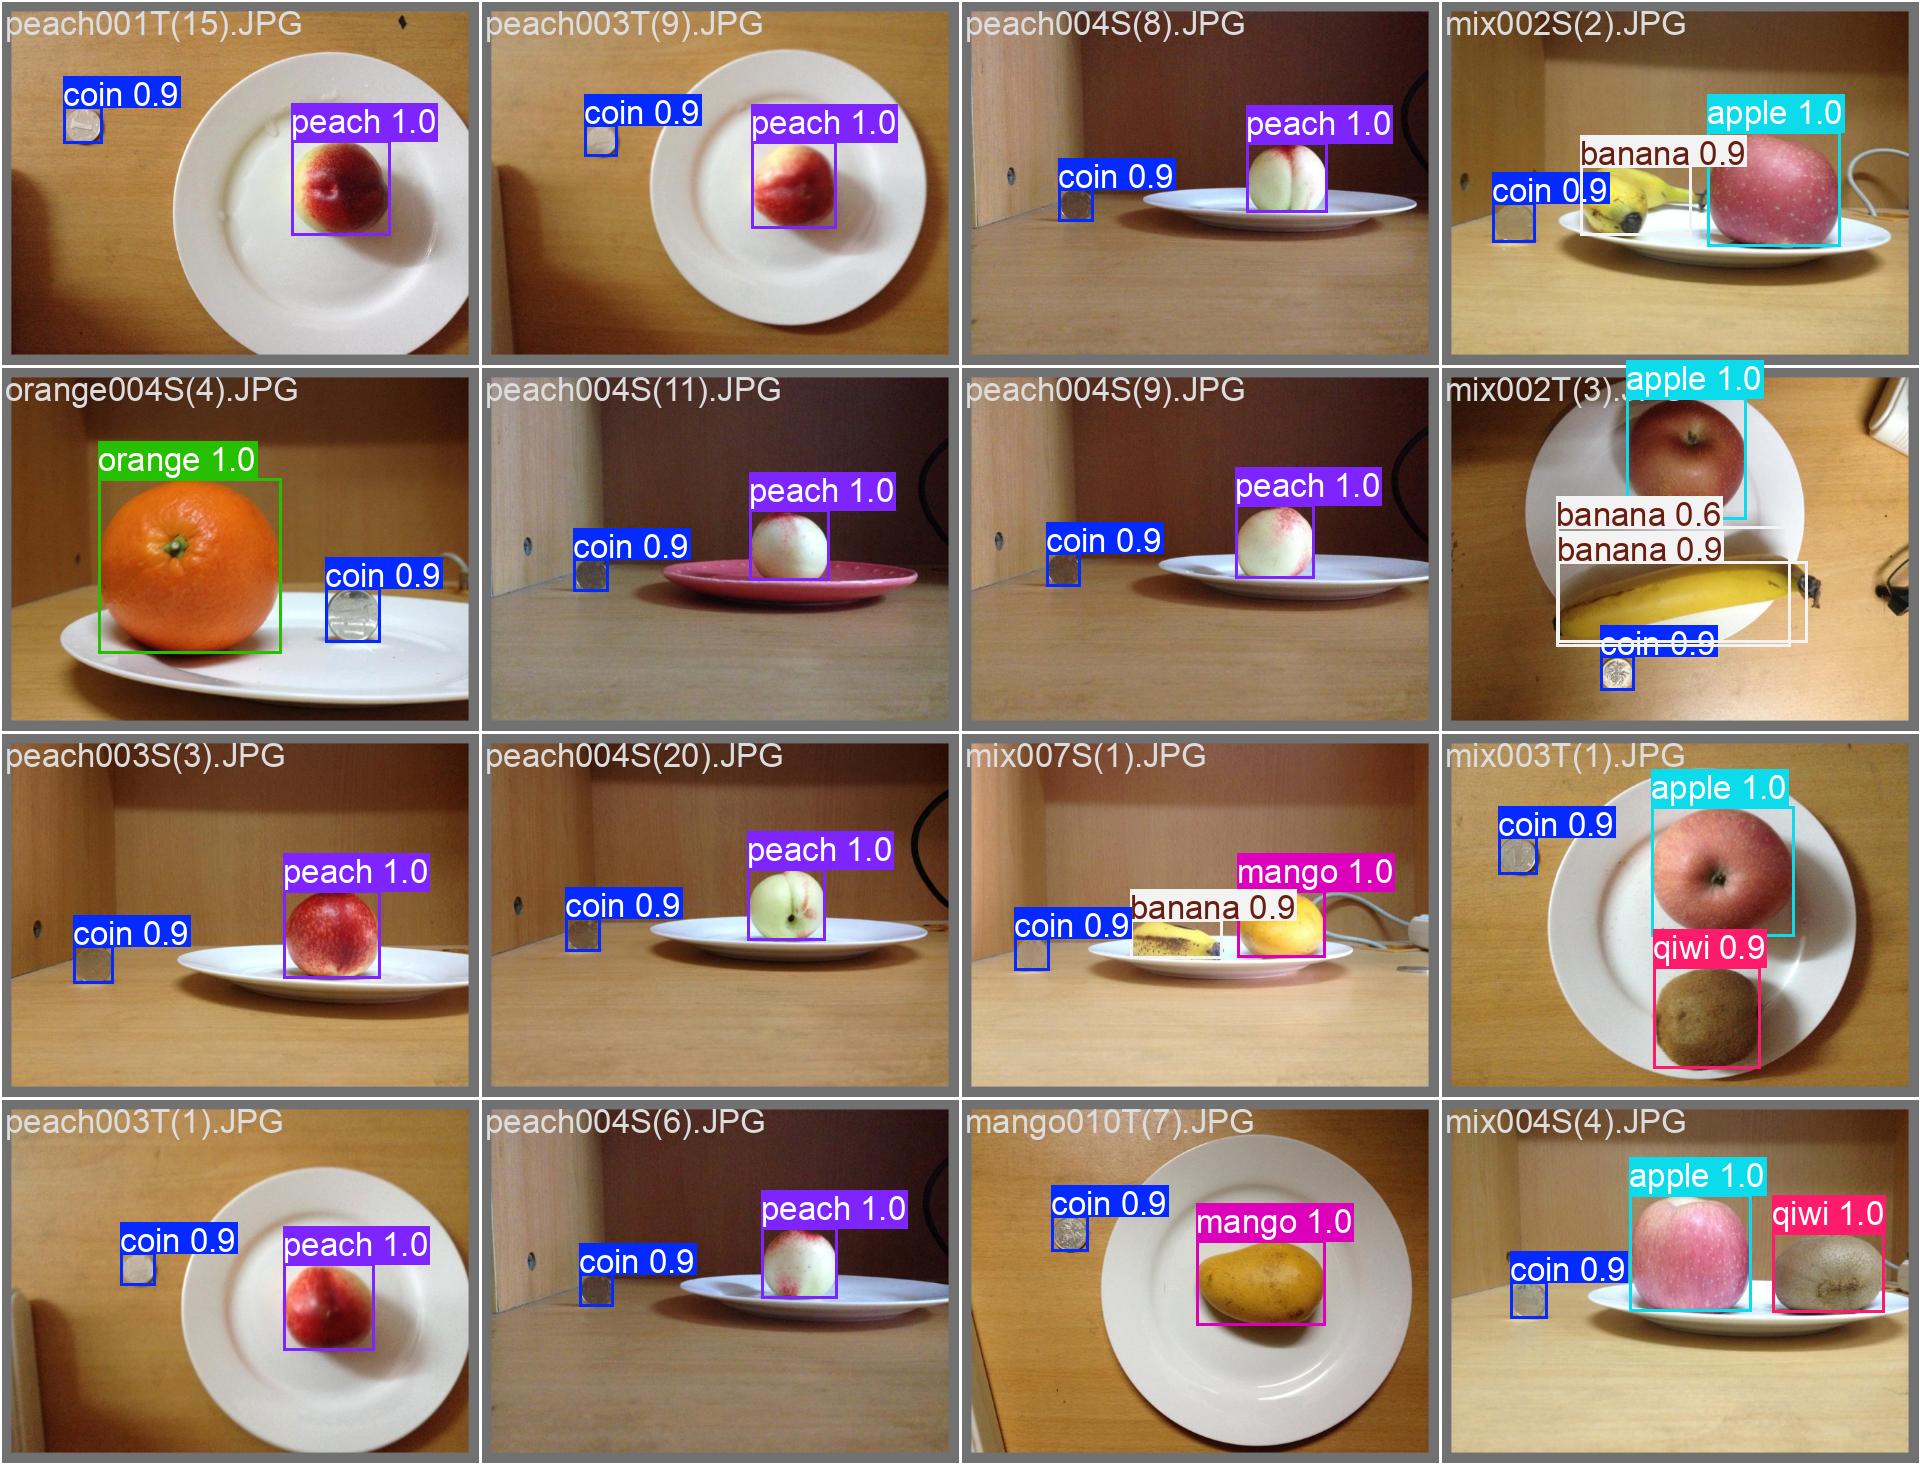 peach001T(15).JPG
coin 0.9
peach 1.0
peach003T(9).JPG
coin 0.9
peach 1.0
peach004S(8).JPG
coin 0.9
peach 1.0
mix002S(2).JPG
apple 1.0
banana 0.9
coin 0.9
orange004S(4).JPG
orange 1.0
coin 0.9
peach004S(11).JPG
peach 1.0
coin 0.9
peach004S(9).JPG
peach 1.0
coin 0.9
mix002T(3).
apple 1.0
banana 0.6
banana 0.9
coin 0.9
peach003S(3).JPG
peach 1.0
coin 0.9
peach004S(20).JPG
peach 1.0
coin 0.9
mix007S(1).JPG
mango 1.0
banana 0.9
coin 0.9
mix003T(1).JPG
apple 1.0
coin 0.9
qiwi 0.9
peach003T(1).JPG
coin 0.9
peach 1.0
peach004S(6).JPG
peach 1.0
coin 0.9
mango010T(7).JPG
coin 0.9
mango 1.0
mix004S(4).JPG
apple 1.0
qiwi 1.0
coin 0.9